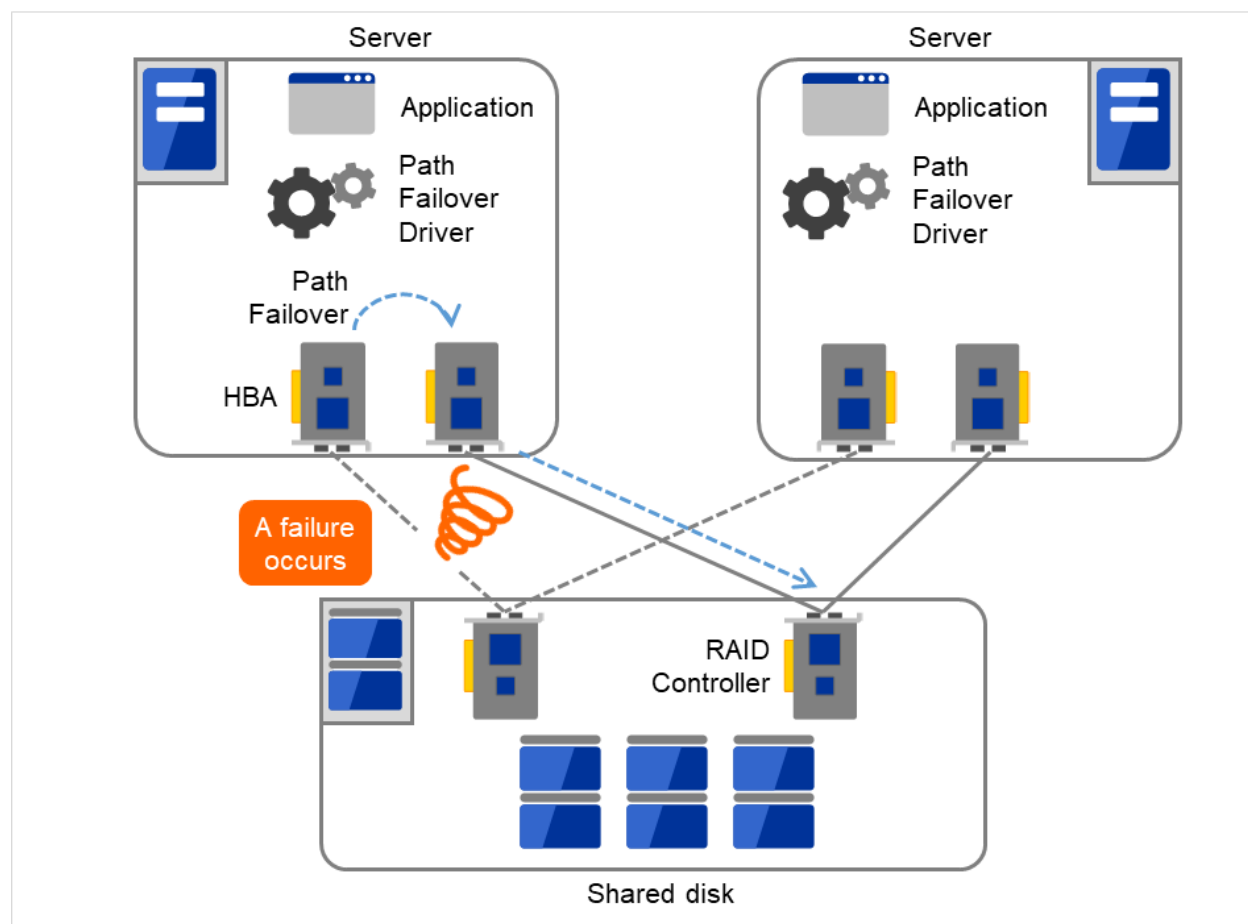 Server
Server
Application
Path
Failover
Driver
Application
Path
Failover
Driver
Path
Failover
HBA
A failure
occurs
RAID
Controller
Shared disk